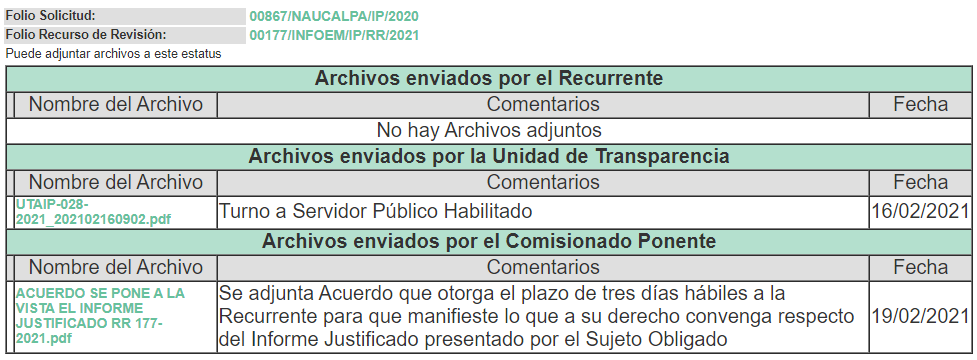 Folio Solicitud: 00867/NAUCALPA/IP/2020
Folio Recurso de Revisión: 00177/INFOEM/IP/RR/2021
Puede adjuntar archivos a este estatus
Archivos enviados por el Recurrente
Nombre del Archivo Comentarios Fecha
No hay Archivos adjuntos
Archivos enviados por la Unidad de Transparencia
Nombre del Archivo Comentarios Fecha
UTAIP-028-
2021_202102160902.pdf
Turno a Servidor Público Habilitado
16/02/2021
Archivos enviados por el Comisionado Ponente
Nombre del Archivo Comentarios Fecha
ACUERDO SE PONE A LA
VISTA EL INFORME
JUSTIFICADO RR 177-
2021.pdf
Se adjunta Acuerdo que otorga el plazo de tres días hábiles a la
Recurrente para que manifieste lo que a su derecho convenga respecto
del Informe Justificado presentado por el Sujeto Obligado
19/02/2021